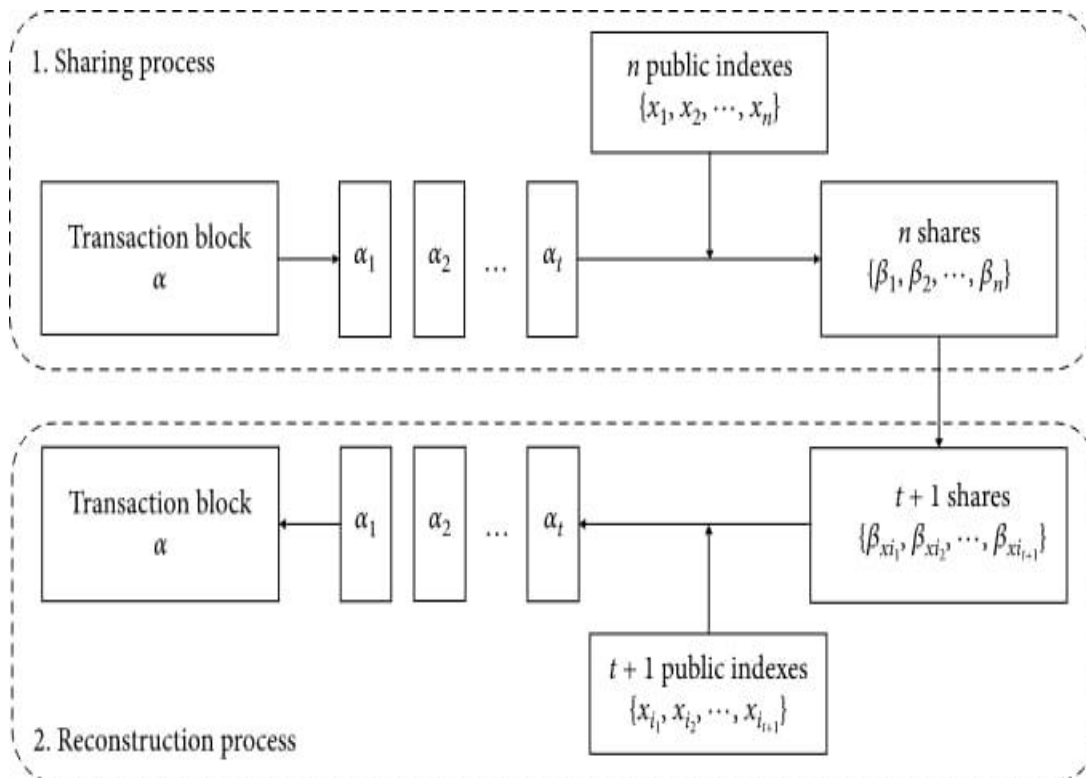 1. Sharing process
n public indexes
{x₁, x₂, ⋯, xₙ}
Transaction block
α
α₁
α₂
...
αₜ
n shares
{β₁, β₂, ⋯, βₙ}
Transaction block
α
α₁
α₂
...
αₜ
t + 1 shares
{βₓᵢ₁, βₓᵢ₂, ⋯, βₓᵢₜ₊₁}
t + 1 public indexes
{xᵢ₁, xᵢ₂, ⋯, xᵢₜ₊₁}
2. Reconstruction process